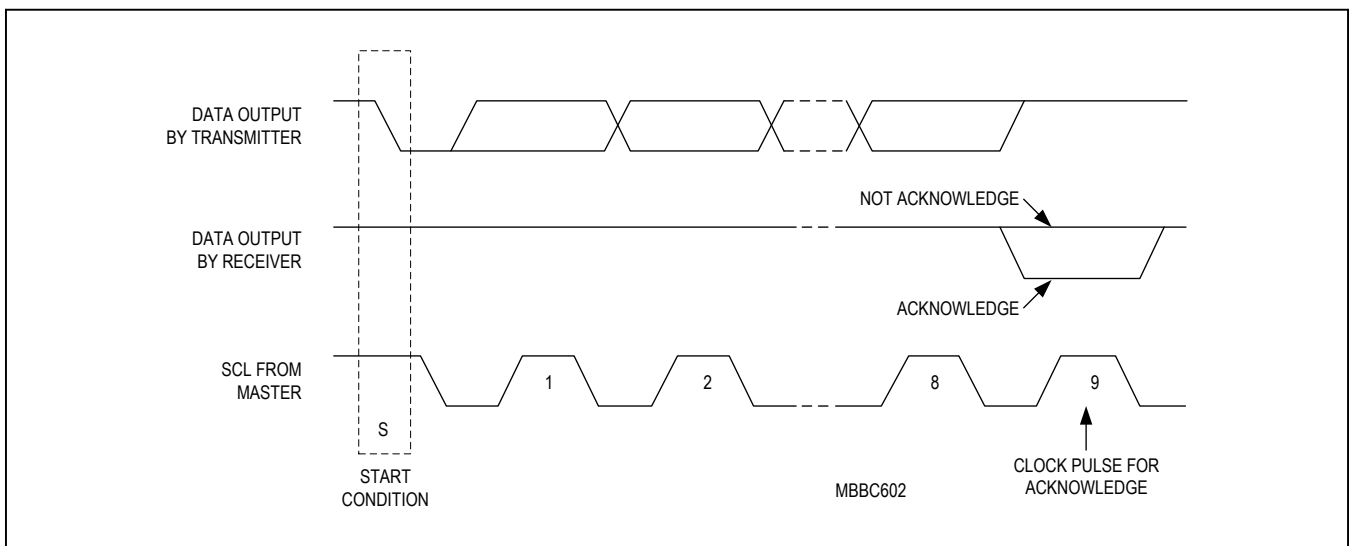 DATA OUTPUT
BY TRANSMITTER
NOT ACKNOWLEDGE
DATA OUTPUT
BY RECEIVER
ACKNOWLEDGE
SCL FROM
MASTER
1
2
8
9
S
START
CONDITION
MBBC602
CLOCK PULSE FOR
ACKNOWLEDGE